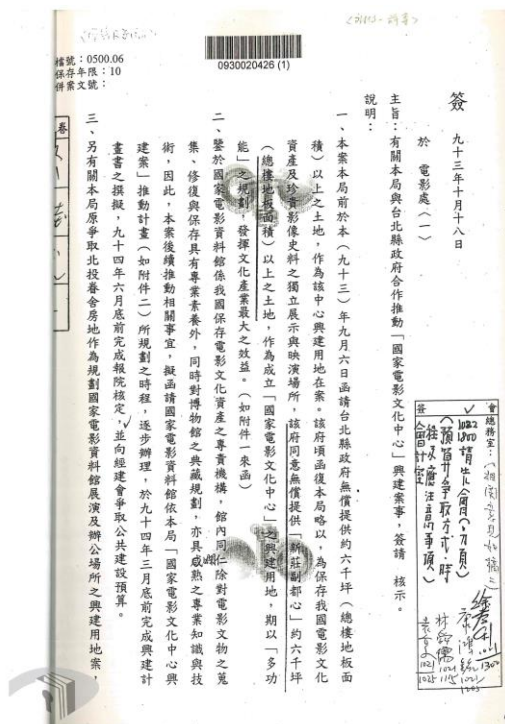 檔號：0500.06
保存年限：10
併案文號：
0930020426 (1)
簽
九十三年十月十八日
於　電影處（一）
主旨：有關本局與台北縣政府合作推動「國家電影文化中心」興建案事，簽請　核示。
說明：
一、本案本局前於本（九十三）年九月六日函請台北縣政府無償提供約六千坪（總樓地板面
積）以上之土地，作為該中心興建用地在案。該府頃函復本局略以，為保存我國電影文化
資產及珍貴影像史料之獨立展示與映演場所，該府同意無償提供「新莊副都心」約六千坪
（總樓地板面積）以上之土地，作為成立「國家電影文化中心」之興建用地，期以「多功
能」之規劃，發揮文化產業最大之效益。（如附件一來函）
二、鑒於國家電影資料館係我國保存電影文化資產之專責機構，館內同仁除對電影文物之蒐
集、修復與保存具有專業素養外，同時對博物館之典藏規劃，亦具成熟之專業知識與技
術，因此，本案後續推動相關事宜，擬函請國家電影資料館依本局「國家電影文化中心興
建案」推動計畫（如附件二）所規劃之時程，逐步辦理，於九十四年三月底前完成興建計
畫書之撰擬，九十四年六月底前完成報院核定，並向經建會爭取公共建設預算。
三、另有關本局原爭取北投眷舍房地作為規劃國家電影資料館展演及辦公場所之興建用地案，
會
總務室：
簽
會計室